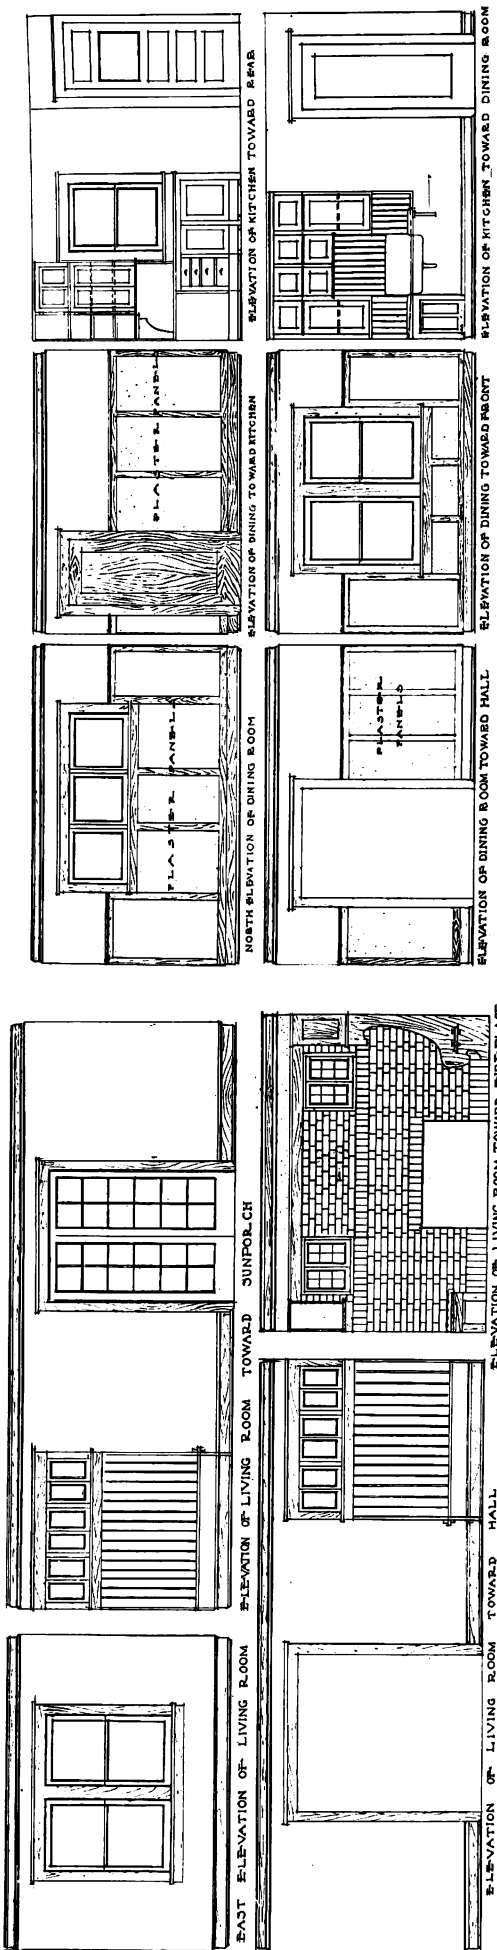 EAST ELEVATION OF LIVING ROOM
ELEVATION OF LIVING ROOM TOWARD SUNPORCH
PLASTER PANELS
NORTH ELEVATION OF DINING ROOM
PLASTER PANEL
ELEVATION OF DINING TOWARD KITCHEN
ELEVATION OF KITCHEN TOWARD REAR
ELEVATION OF LIVING ROOM TOWARD HALL
ELEVATION OF LIVING ROOM TOWARD FIREPLACE
PLASTER
PANELS
ELEVATION OF DINING ROOM TOWARD HALL
ELEVATION OF DINING TOWARD FRONT
ELEVATION OF KITCHEN TOWARD DINING ROOM